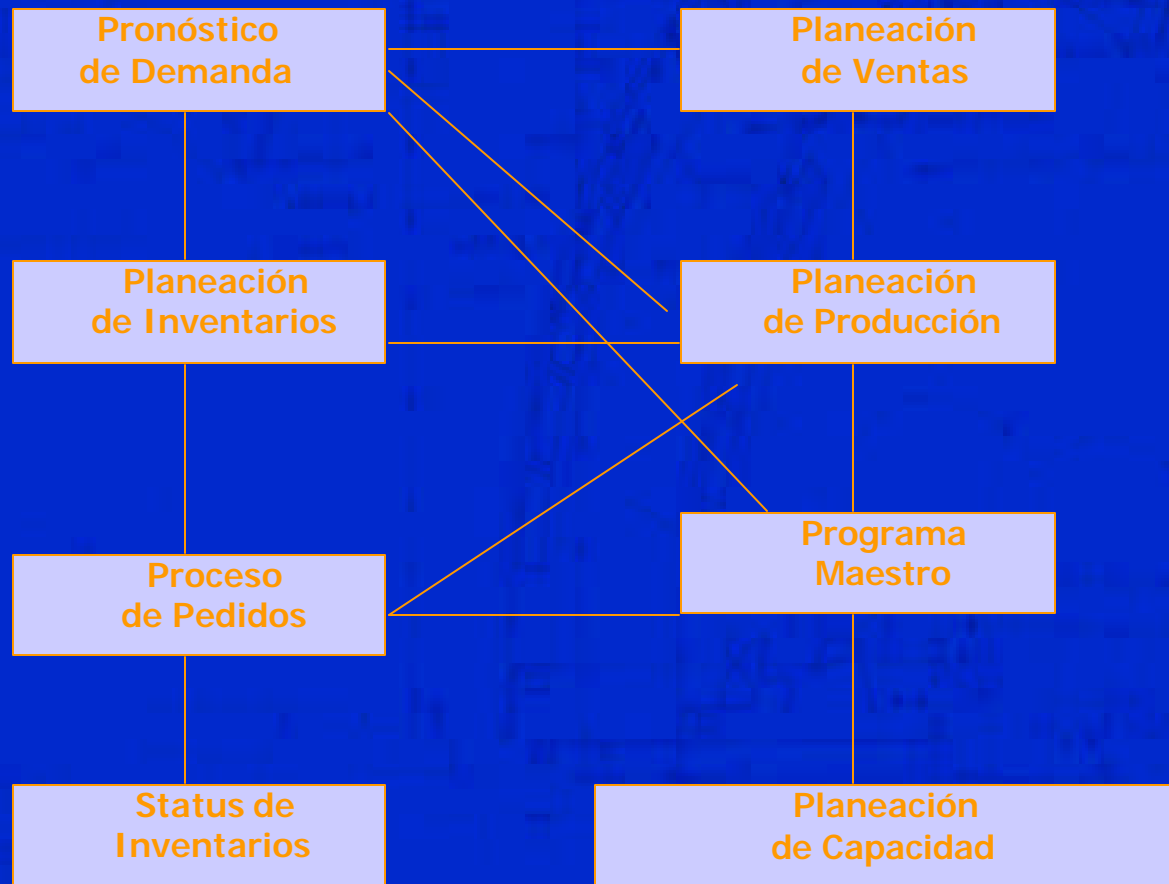 Pronóstico
de Demanda
Planeación
de Ventas
Planeación
de Inventarios
Planeación
de Producción
Programa
Maestro
Proceso
de Pedidos
Status de
Inventarios
Planeación
de Capacidad